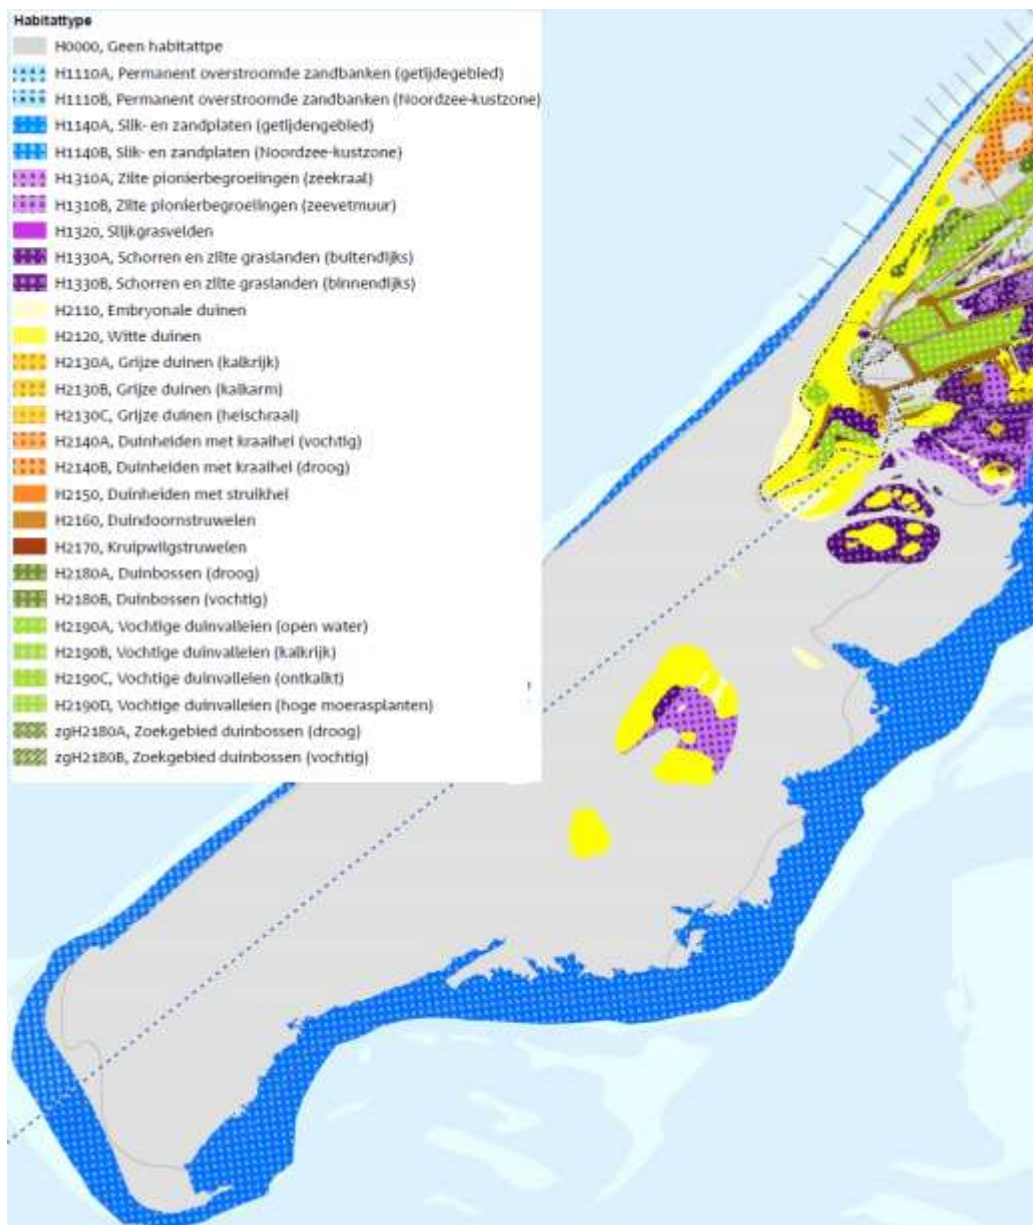 Habitattype
H0000, Geen habitattpe
H1110A, Permanent overstroomde zandbanken (getijdegebied)
H1110B, Permanent overstroomde zandbanken (Noordzee-kustzone)
H1140A, Slik- en zandplaten (getijdengebied)
H1140B, Slik- en zandplaten (Noordzee-kustzone)
H1310A, Zilte pionierbegroeiingen (zeekraal)
H1310B, Zilte pionierbegroeiingen (zeevetmuur)
H1320, Slijkgrasvelden
H1330A, Schorren en zilte graslanden (buitendijks)
H1330B, Schorren en zilte graslanden (binnendijks)
H2110, Embryonale duinen
H2120, Witte duinen
H2130A, Grijze duinen (kalkrijk)
H2130B, Grijze duinen (kalkarm)
H2130C, Grijze duinen (heischraal)
H2140A, Duinheiden met kraaihei (vochtig)
H2140B, Duinheiden met kraaihei (droog)
H2150, Duinheiden met struikhei
H2160, Duindoornstruwelen
H2170, Kruipwilgstruwelen
H2180A, Duinbossen (droog)
H2180B, Duinbossen (vochtig)
H2190A, Vochtige duinvalleien (open water)
H2190B, Vochtige duinvalleien (kalkrijk)
H2190C, Vochtige duinvalleien (ontkalkt)
H2190D, Vochtige duinvalleien (hoge moerasplanten)
zgH2180A, Zoekgebied duinbossen (droog)
zgH2180B, Zoekgebied duinbossen (vochtig)